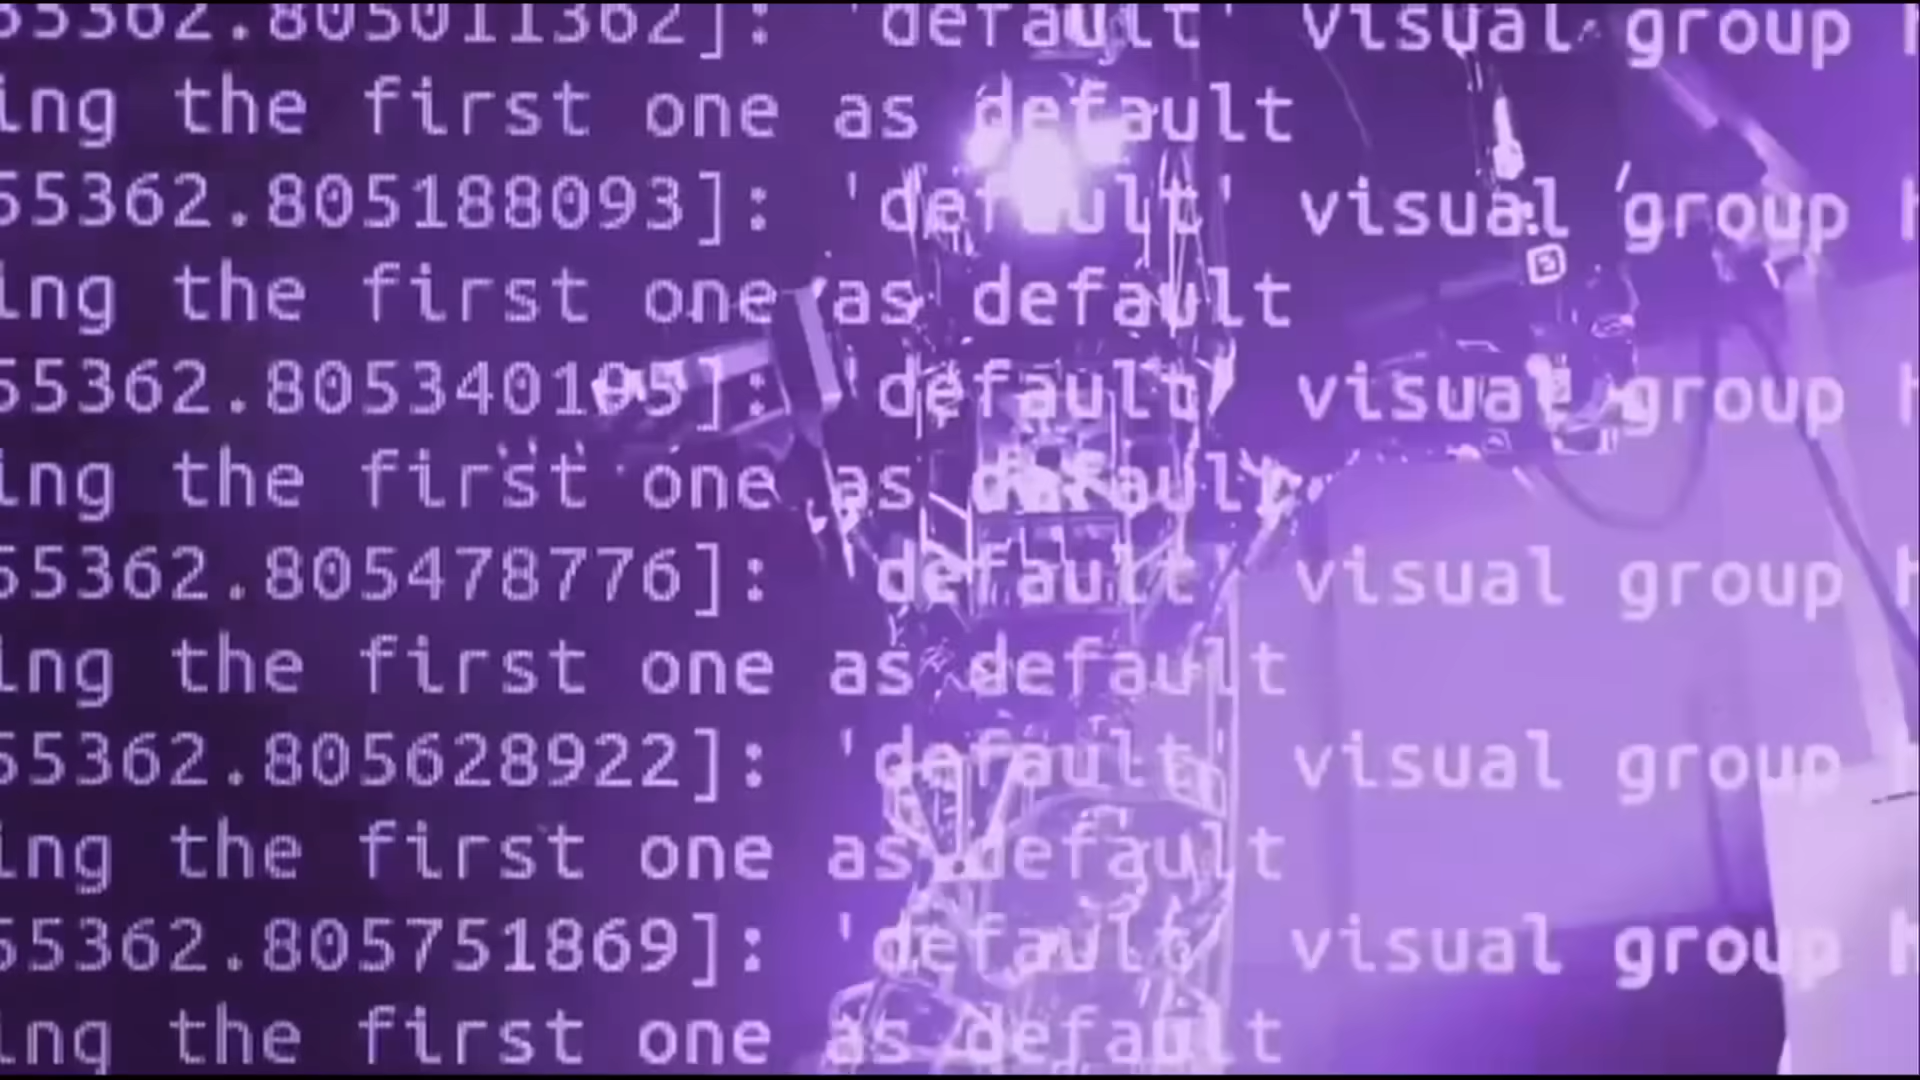 55362.805011362]: 'default' visual group h
ing the first one as default
55362.805188093]: 'default' visual group h
ing the first one as default
55362.805340195]: 'default' visual group h
ing the first one as default
55362.805478776]: 'default' visual group h
ing the first one as default
55362.805628922]: 'default' visual group h
ing the first one as default
55362.805751869]: 'default' visual group h
ing the first one as default